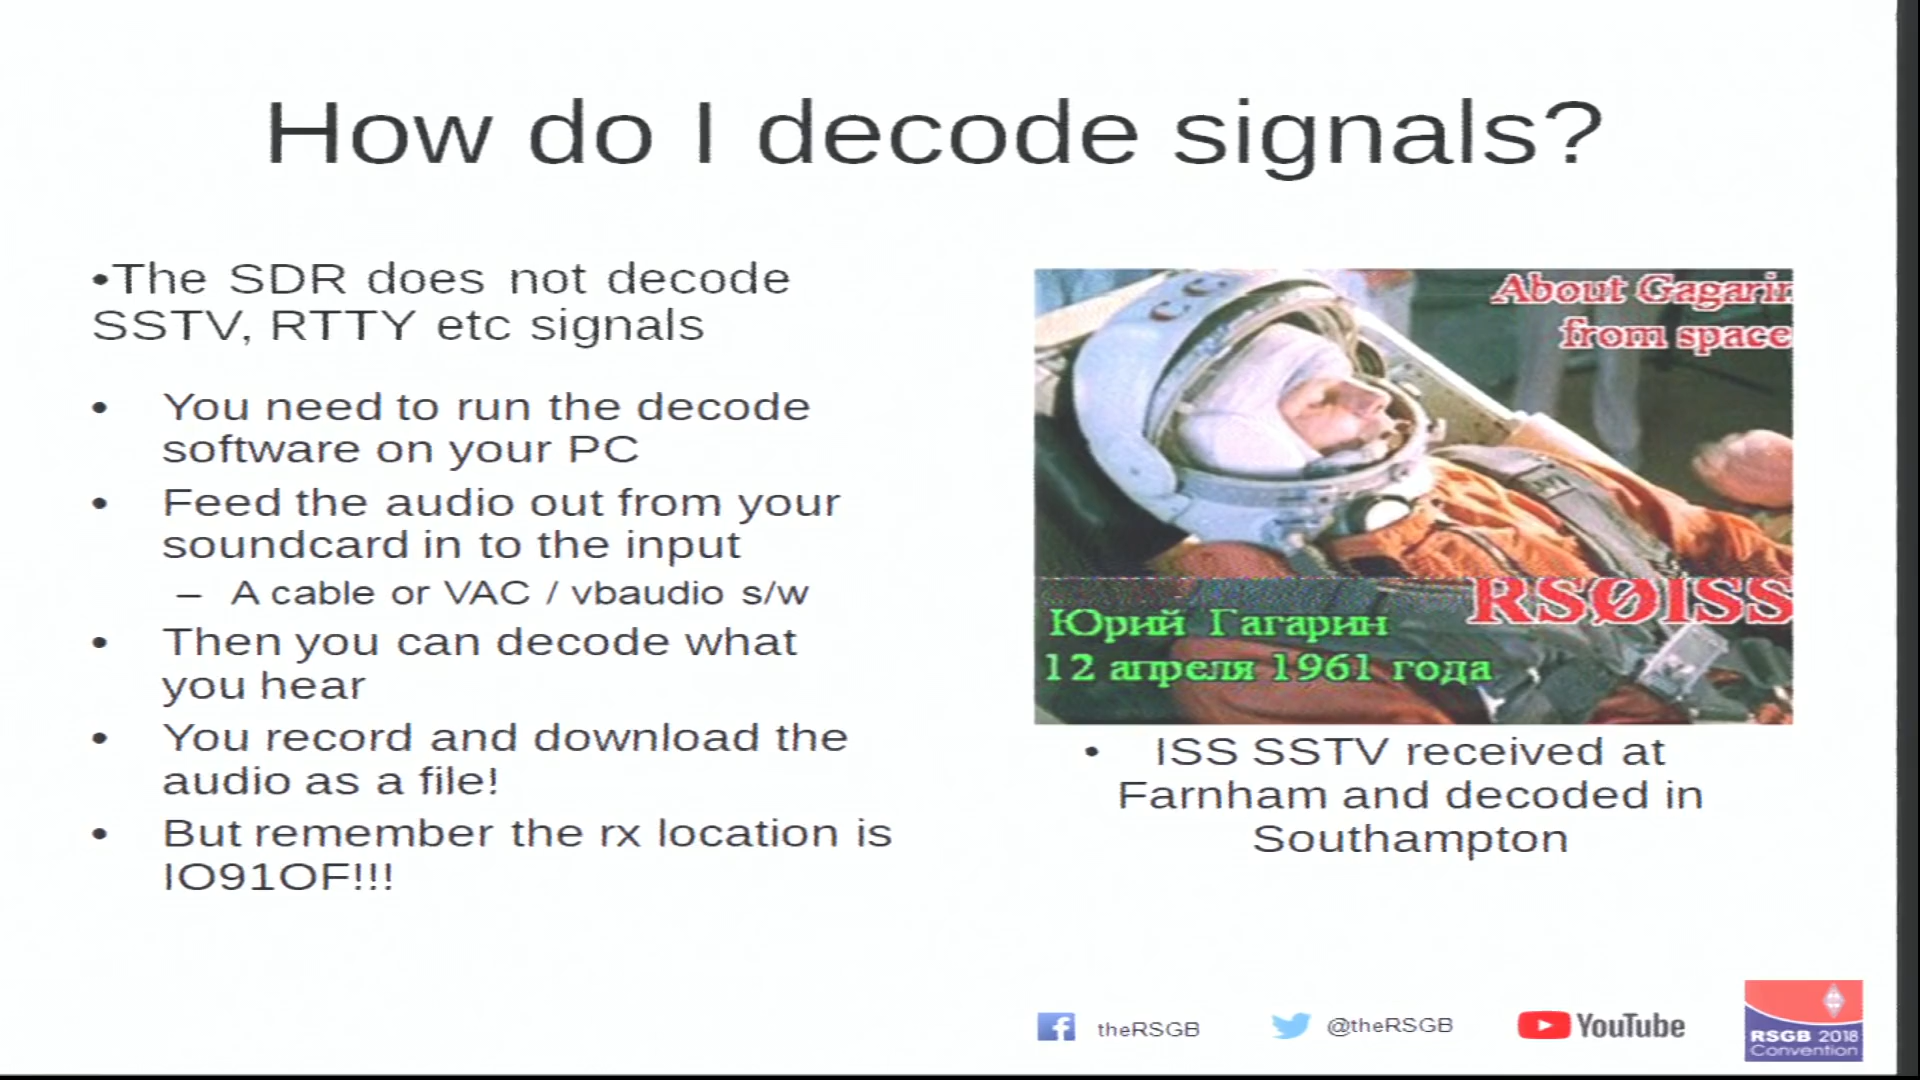 How do I decode signals?
•The SDR does not decode
SSTV, RTTY etc signals
• You need to run the decode
software on your PC
• Feed the audio out from your
soundcard in to the input
– A cable or VAC / vbaudio s/w
• Then you can decode what
you hear
• You record and download the
audio as a file!
• But remember the rx location is
IO91OF!!!
About Gagarin
from space
RSØISS
Юрий Гагарин
12 апреля 1961 года
• ISS SSTV received at
Farnham and decoded in
Southampton
theRSGB
@theRSGB
YouTube
RSGB 2018
Convention